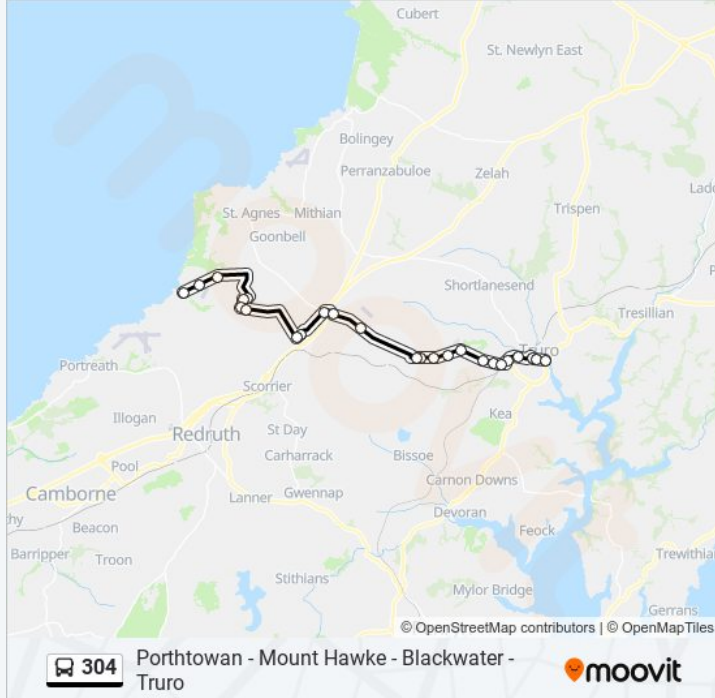 Cubert
St. Newlyn East
Bolingey
Perranzabuloe
Zelah
Lad
Trispen
St. Agnes Mithian
Goonbell
Shortlanesend
Tresillian
Truro
Portreath
Scorrier
Kea
Illogan
Redruth
St Day
Carharrack
Bissoe
Pool
Carnon Downs
Camborne
Lanner Gwennap
Devoran
thy
Beacon
Feock
Barripper
Troon
Trewithia
Stithians
Mylor Bridge
Gerrans
© OpenStreetMap contributors | © OpenMapTiles
304
Porthtowan - Mount Hawke - Blackwater -
Truro
moovit